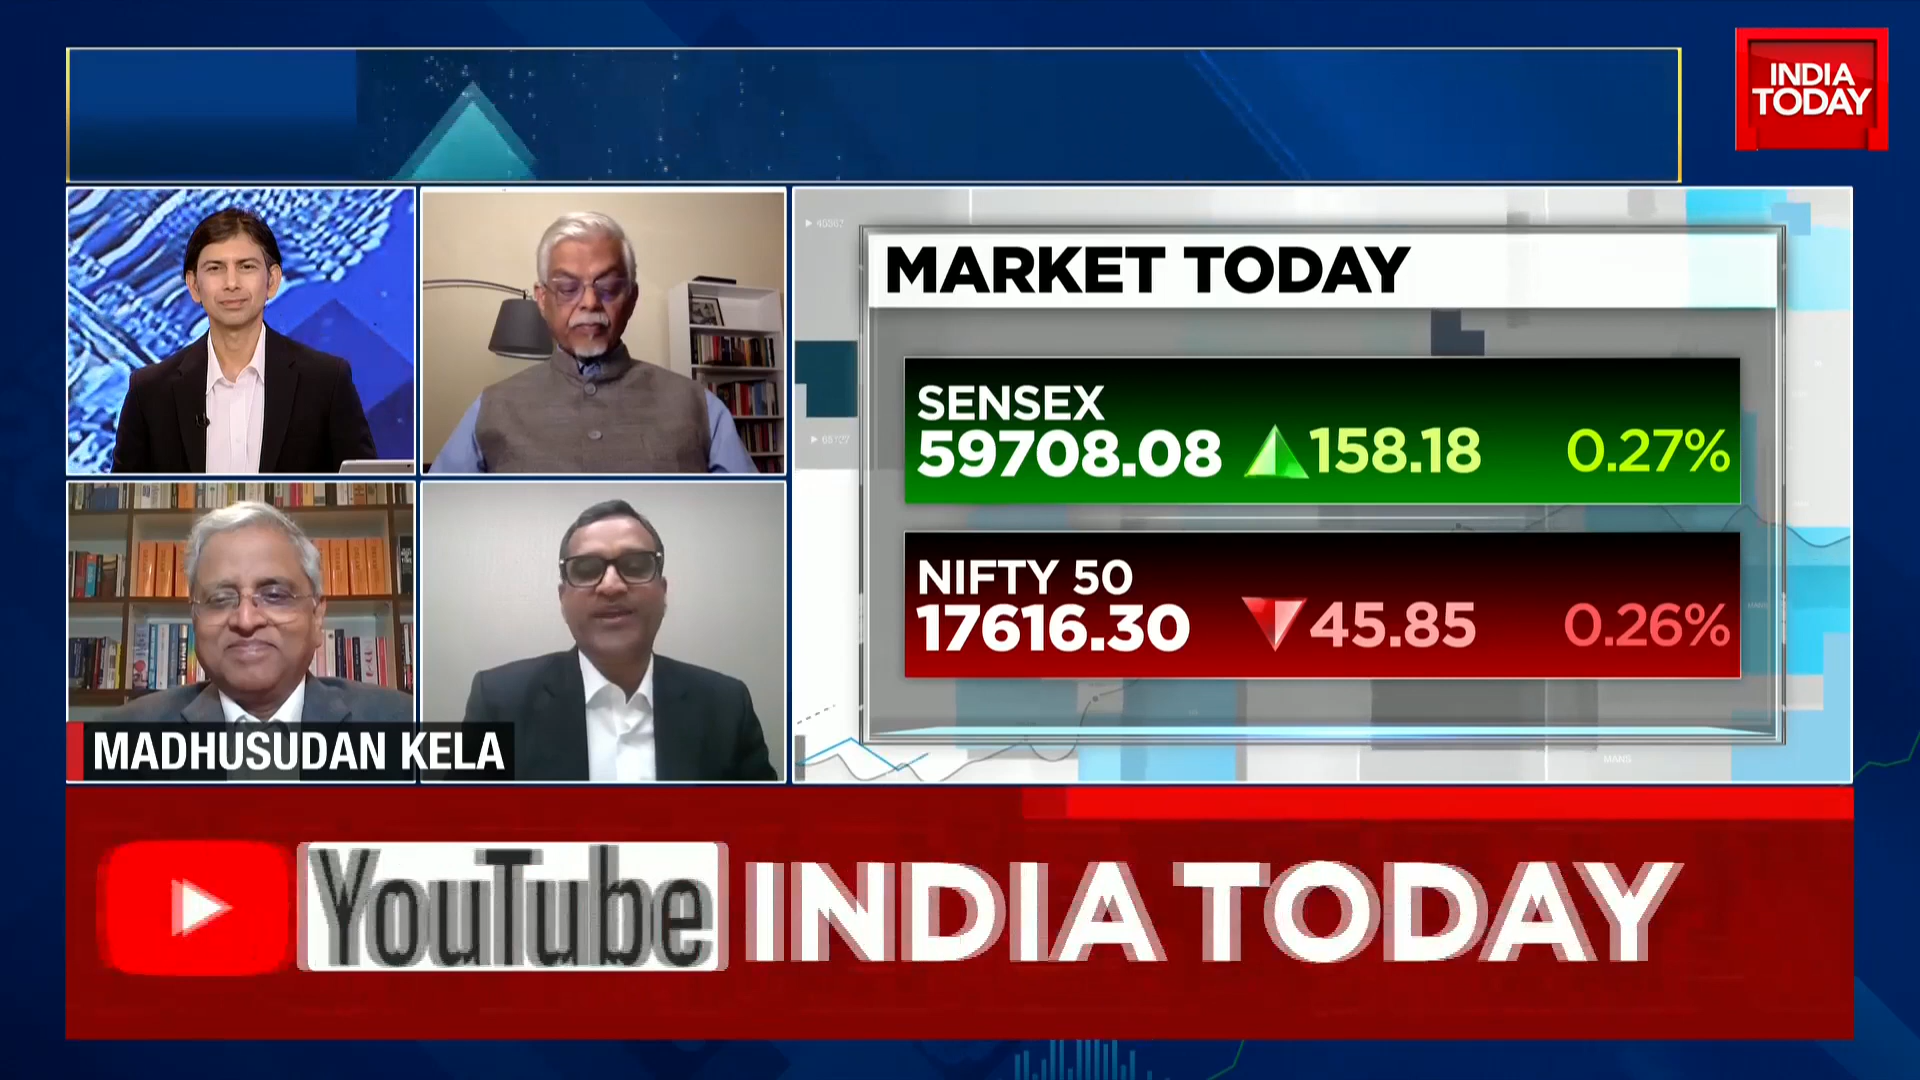 INDIA
TODAY
MARKET TODAY
SENSEX
59708.08 158.18 0.27%
NIFTY 50
17616.30 45.85 0.26%
MADHUSUDAN KELA
YouTube INDIA TODAY